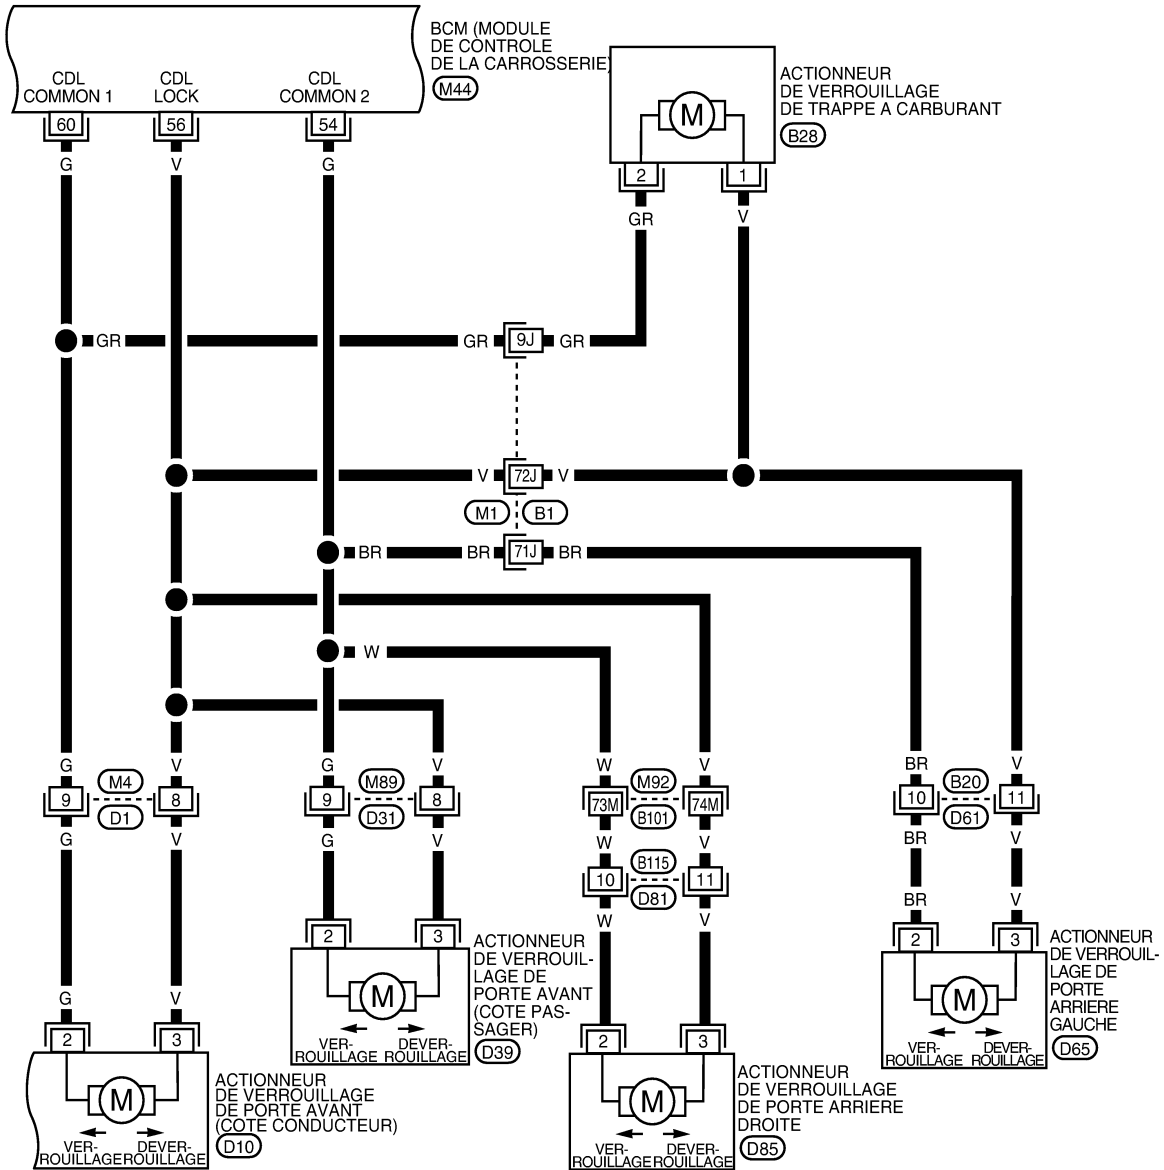 BCM (MODULE
DE CONTROLE
DE LA CARROSSERIE)
M44
CDL
COMMON 1
CDL
LOCK
CDL
COMMON 2
60
56
54
G
V
G
M
ACTIONNEUR
DE VERROUILLAGE
DE TRAPPE A CARBURANT
B28
2
1
GR
V
GR
GR
9J
GR
V
72J
V
M1
B1
BR
BR
71J
BR
W
G
V
G
V
W
V
BR
V
9
M4
D1
8
9
M89
D31
8
73M
M92
B101
74M
10
B20
D61
11
G
V
G
V
W
V
BR
V
10
B115
D81
11
W
V
BR
V
2
3
M
VER-
ROUILLAGE
DEVER-
ROUILLAGE
ACTIONNEUR
DE VERROUIL-
LAGE DE
PORTE AVANT
(COTE PAS-
SAGER)
D39
2
3
M
VER-
ROUILLAGE
DEVER-
ROUILLAGE
ACTIONNEUR
DE VERROUIL-
LAGE DE
PORTE
ARRIERE
GAUCHE
D65
G
V
2
3
M
VER-
ROUILLAGE
DEVER-
ROUILLAGE
ACTIONNEUR
DE VERROUILLAGE
DE PORTE AVANT
(COTE CONDUCTEUR)
D10
2
3
M
VER-
ROUILLAGE
DEVER-
ROUILLAGE
ACTIONNEUR
DE VERROUILLAGE
DE PORTE ARRIERE
DROITE
D85